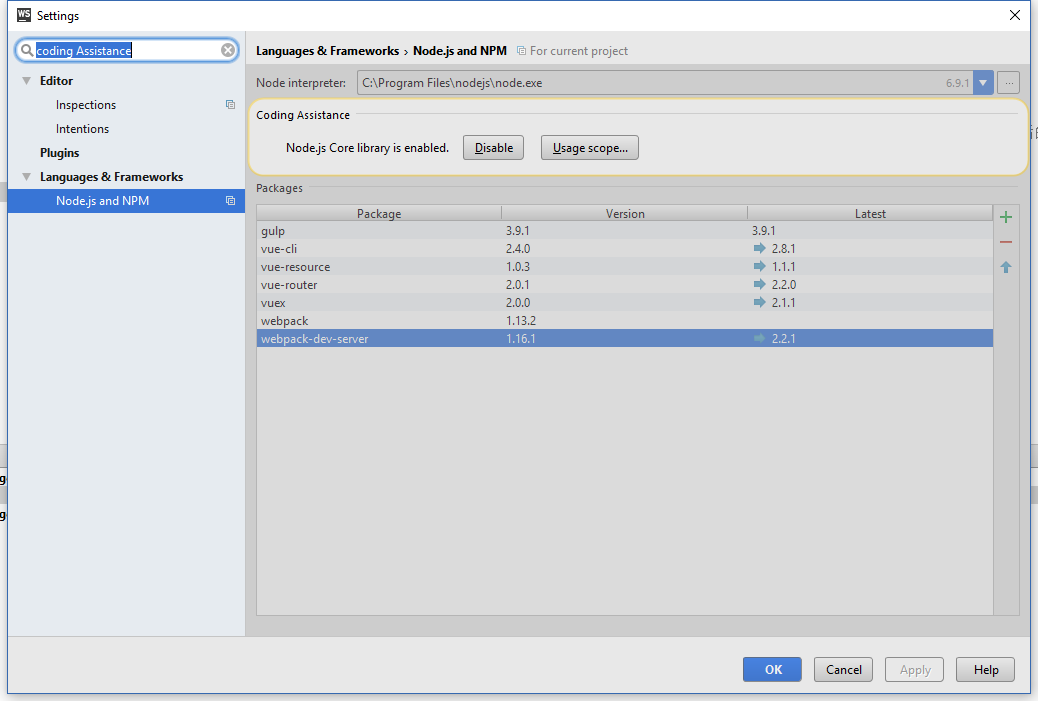 WS Settings
coding Assistance
Editor
Inspections
Intentions
Plugins
Languages & Frameworks
Node.js and NPM
Languages & Frameworks › Node.js and NPM For current project
Node interpreter: C:\Program Files\nodejs\node.exe 6.9.1 ...
Coding Assistance
Node.js Core library is enabled. Disable Usage scope...
Packages
Package Version Latest
gulp 3.9.1 3.9.1
vue-cli 2.4.0 2.8.1
vue-resource 1.0.3 1.1.1
vue-router 2.0.1 2.2.0
vuex 2.0.0 2.1.1
webpack 1.13.2
webpack-dev-server 1.16.1 2.2.1
OK Cancel Apply Help